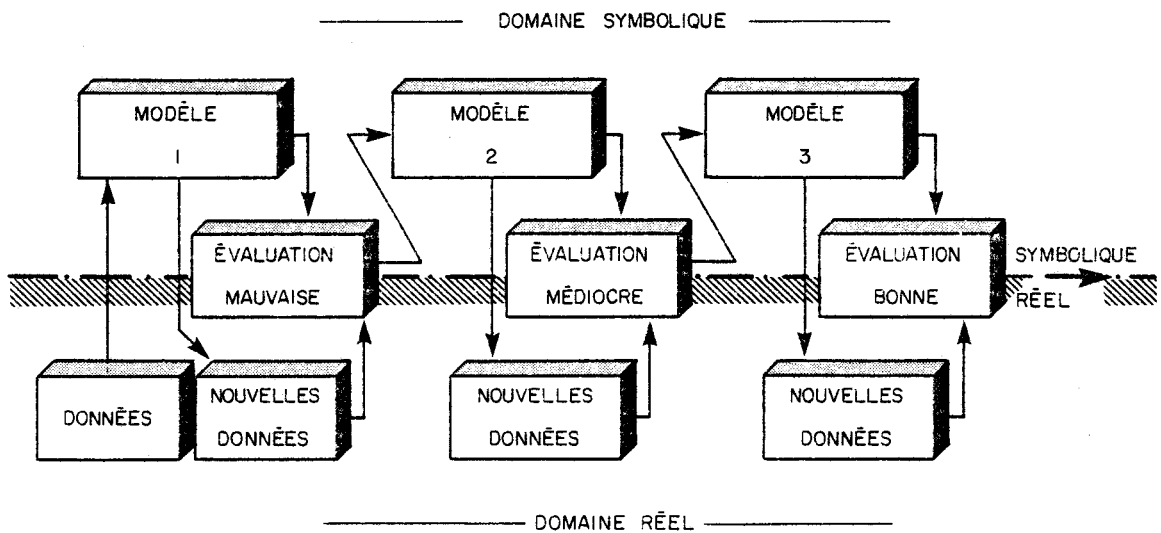 DOMAINE SYMBOLIQUE
MODÈLE
1
MODÈLE
2
MODÈLE
3
ÉVALUATION
MAUVAISE
ÉVALUATION
MÉDIOCRE
ÉVALUATION
BONNE
SYMBOLIQUE
RÉEL
DONNÉES
NOUVELLES
DONNÉES
NOUVELLES
DONNÉES
NOUVELLES
DONNÉES
DOMAINE RÉEL